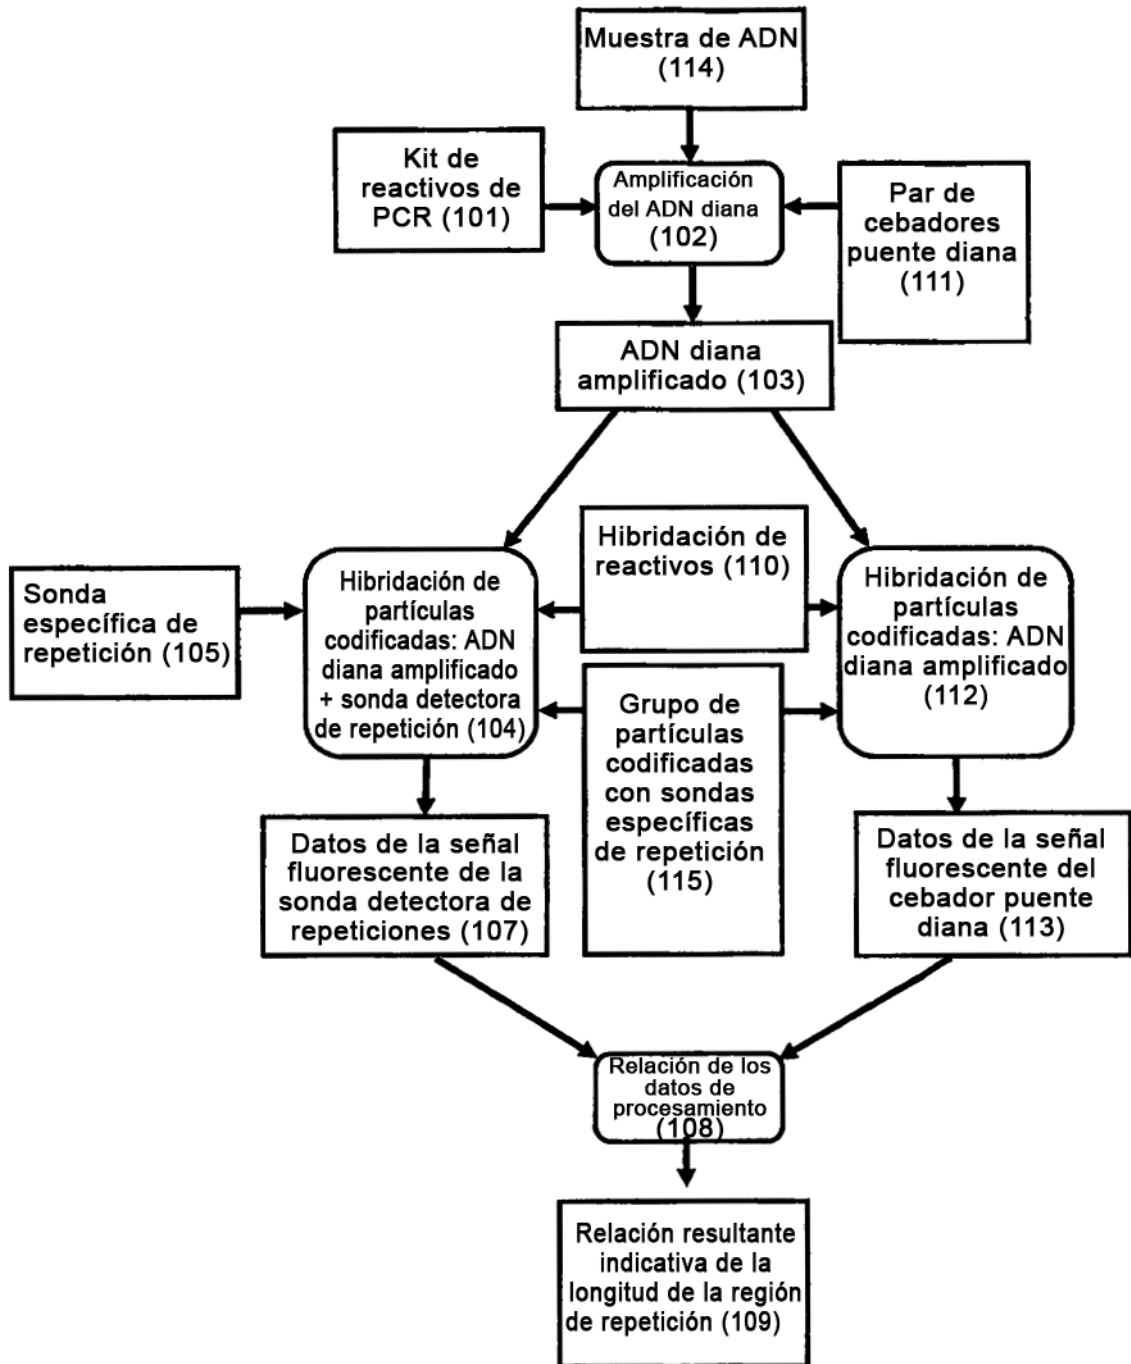 Muestra de ADN
(114)
Kit de
reactivos de
PCR (101)
Amplificación
del ADN diana
(102)
Par de
cebadores
puente diana
(111)
ADN diana
amplificado (103)
Hibridación de
reactivos (110)
Sonda
específica de
repetición (105)
Hibridación de
partículas
codificadas: ADN
diana amplificado
+ sonda detectora
de repetición (104)
Hibridación de
partículas
codificadas: ADN
diana amplificado
(112)
Grupo de
partículas
codificadas
con sondas
específicas
de repetición
(115)
Datos de la señal
fluorescente de la
sonda detectora de
repeticiones (107)
Datos de la señal
fluorescente del
cebador puente
diana (113)
Relación de los
datos de
procesamiento
(108)
Relación resultante
indicativa de la
longitud de la región
de repetición (109)